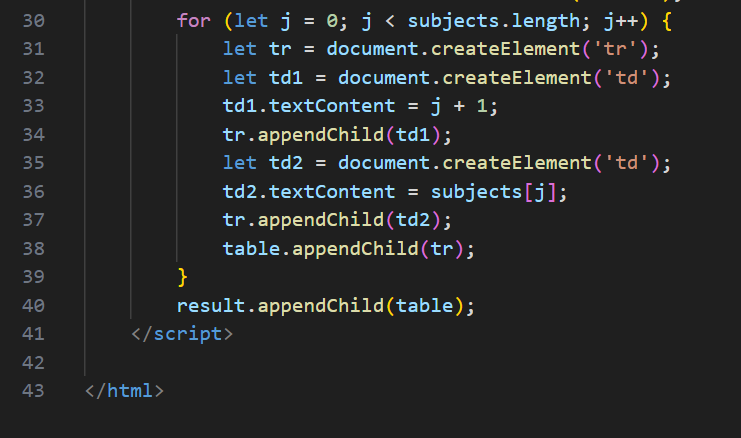 30 for (let j = 0; j < subjects.length; j++) {
31 let tr = document.createElement('tr');
32 let td1 = document.createElement('td');
33 td1.textContent = j + 1;
34 tr.appendChild(td1);
35 let td2 = document.createElement('td');
36 td2.textContent = subjects[j];
37 tr.appendChild(td2);
38 table.appendChild(tr);
39 }
40 result.appendChild(table);
41 </script>
42
43 </html>